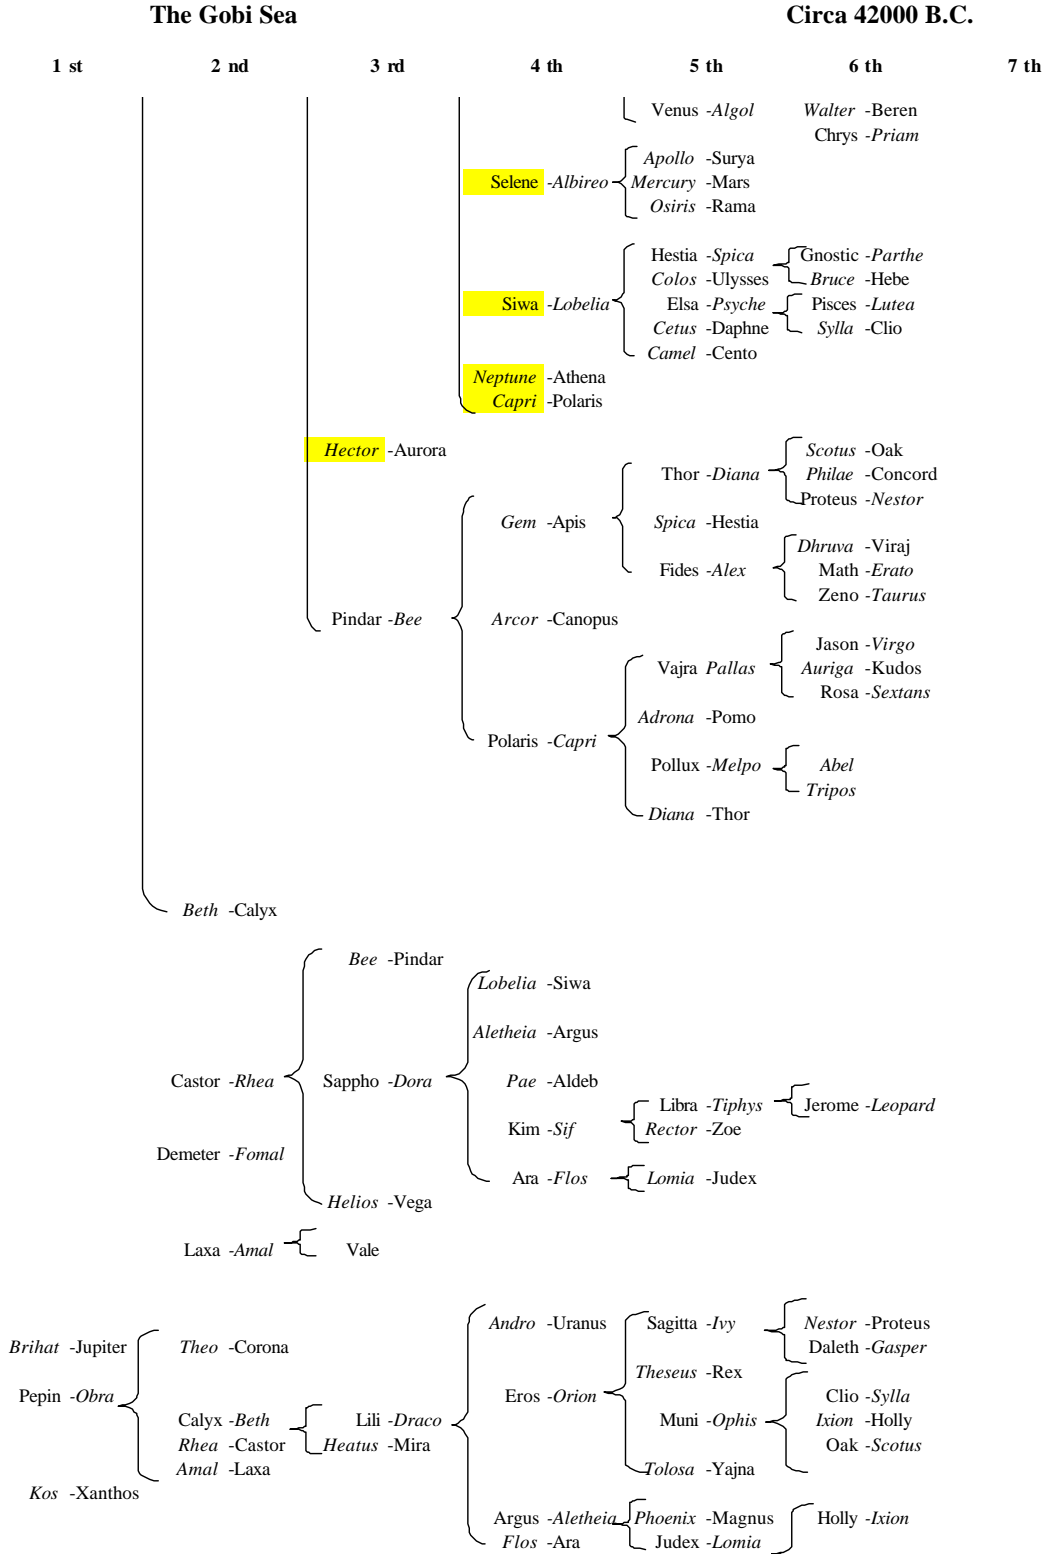 The Gobi Sea Circa 42000 B.C.
1 st 2 nd 3 rd 4 th 5 th 6 th 7 th
Venus -Algol Walter -Beren
Chrys -Priam
Apollo -Surya
Selene -Albireo Mercury -Mars
Osiris -Rama
Hestia -Spica Gnostic -Parthe
Colos -Ulysses Bruce -Hebe
Siwa -Lobelia Elsa -Psyche Pisces -Lutea
Cetus -Daphne Sylla -Clio
Camel -Cento
Neptune -Athena
Capri -Polaris
Hector -Aurora Scotus -Oak
Thor -Diana Philae -Concord
Proteus -Nestor
Gem -Apis Spica -Hestia
Dhruva -Viraj
Fides -Alex Math -Erato
Zeno -Taurus
Pindar -Bee Arcor -Canopus
Jason -Virgo
Vajra Pallas Auriga -Kudos
Rosa -Sextans
Adrona -Pomo
Polaris -Capri
Pollux -Melpo Abel
Tripos
Diana -Thor
Beth -Calyx
Bee -Pindar
Lobelia -Siwa
Aletheia -Argus
Castor -Rhea Sappho -Dora Pae -Aldeb
Libra -Tiphys Jerome -Leopard
Kim -Sif Rector -Zoe
Demeter -Fomal
Ara -Flos Lomia -Judex
Helios -Vega
Laxa -Amal Vale
Andro -Uranus Sagitta -Ivy Nestor -Proteus
Brihat -Jupiter Theo -Corona Daleth -Gasper
Theseus -Rex
Pepin -Obra Eros -Orion Clio -Sylla
Calyx -Beth Lili -Draco Muni -Ophis Ixion -Holly
Rhea -Castor Heatus -Mira Oak -Scotus
Amal -Laxa Tolosa -Yajna
Kos -Xanthos
Argus -Aletheia Phoenix -Magnus Holly -Ixion
Flos -Ara Judex -Lomia